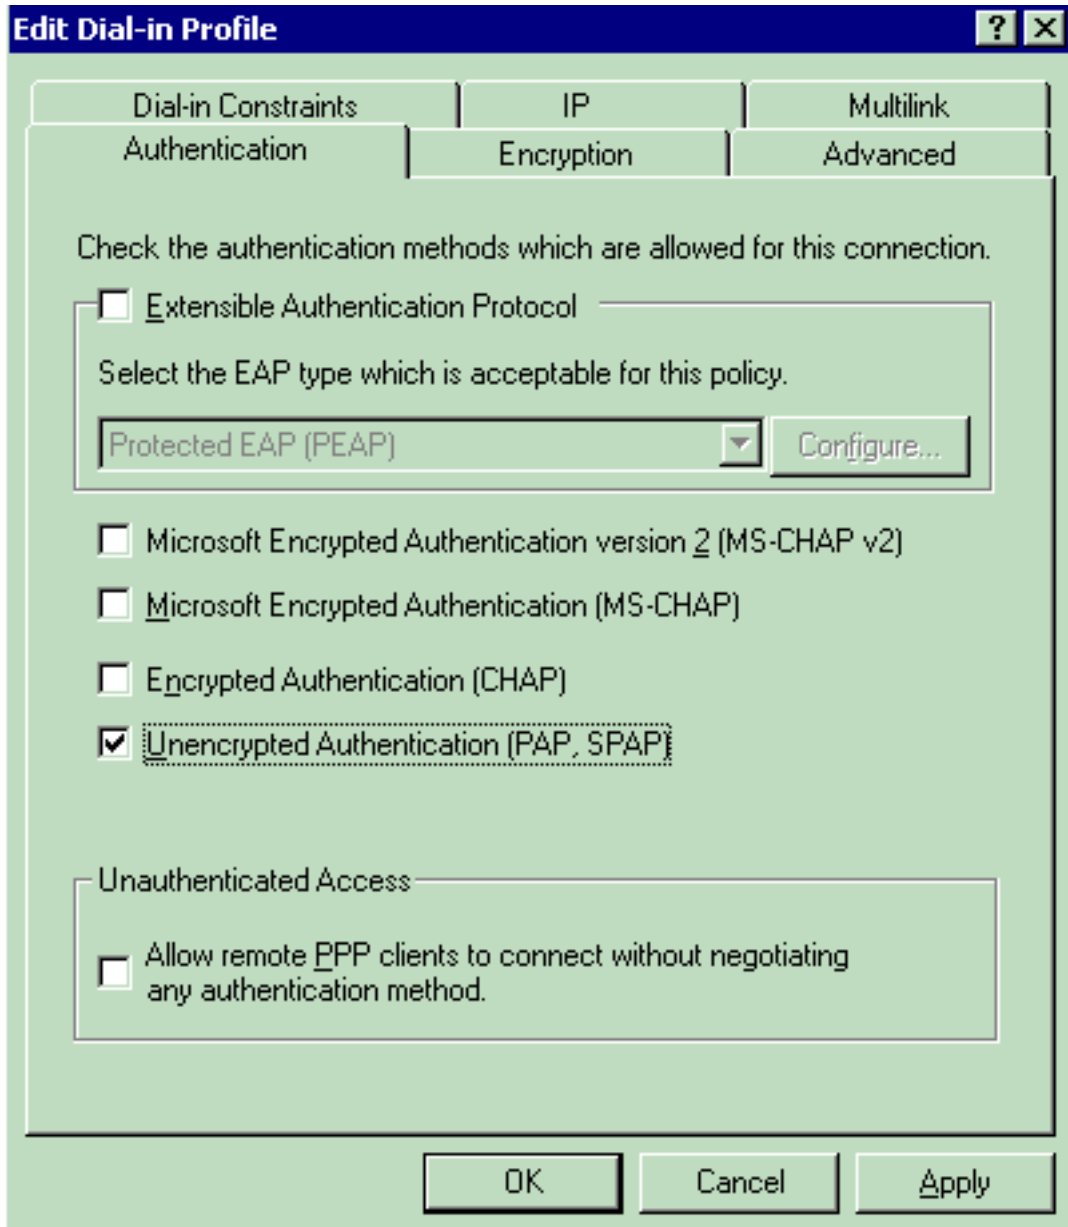 Edit Dial-in Profile
Dial-in Constraints IP Multilink
Authentication Encryption Advanced
Check the authentication methods which are allowed for this connection.
Extensible Authentication Protocol
Select the EAP type which is acceptable for this policy.
Protected EAP (PEAP) Configure...
Microsoft Encrypted Authentication version 2 (MS-CHAP v2)
Microsoft Encrypted Authentication (MS-CHAP)
Encrypted Authentication (CHAP)
Unencrypted Authentication (PAP, SPAP)
Unauthenticated Access
Allow remote PPP clients to connect without negotiating
any authentication method.
OK Cancel Apply